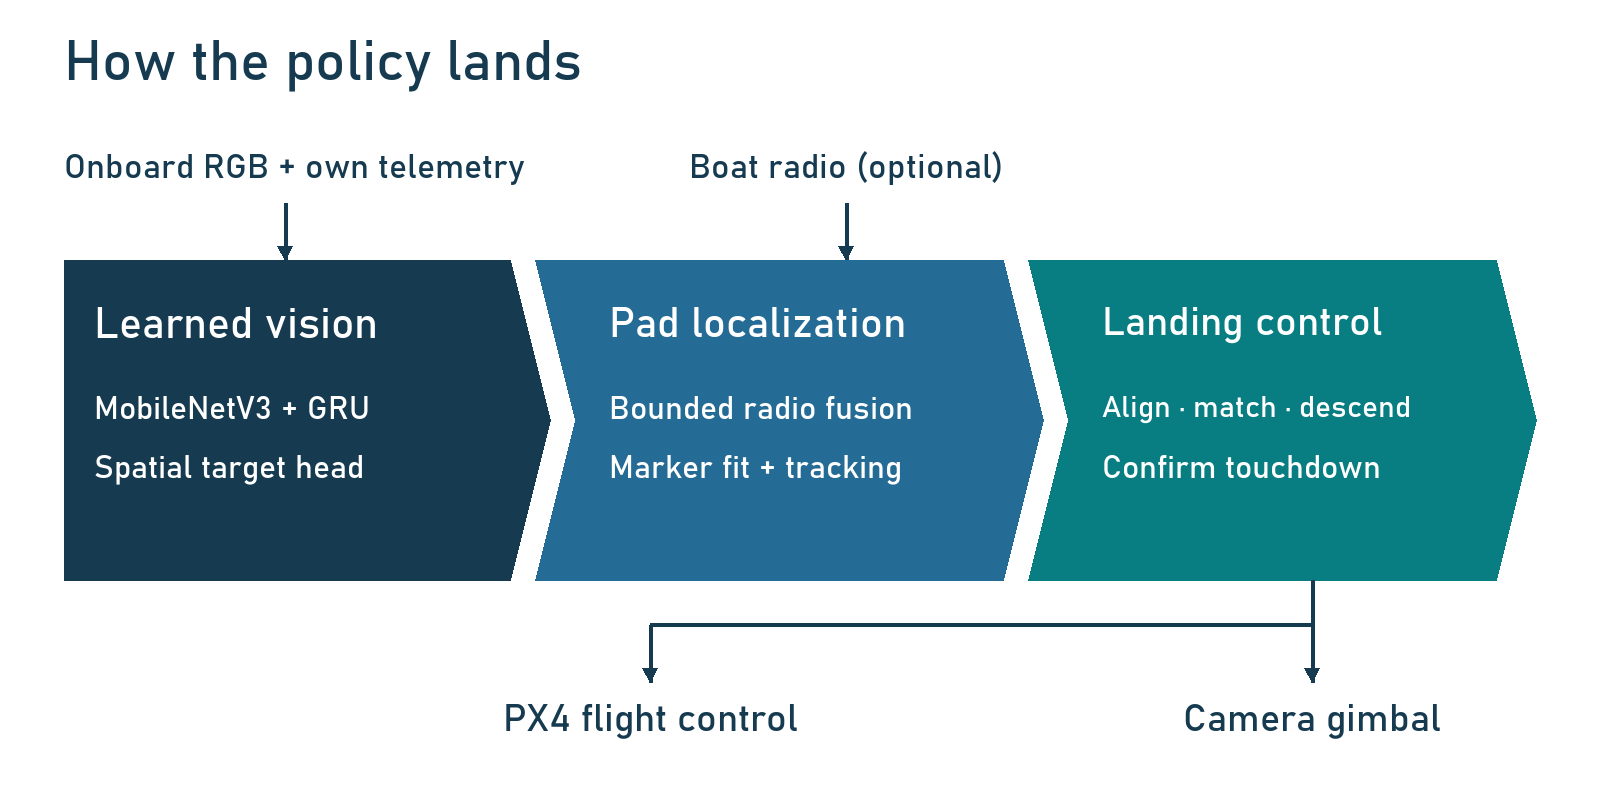 How the policy lands
Onboard RGB + own telemetry
Boat radio (optional)
Learned vision
MobileNetV3 + GRU
Spatial target head
Pad localization
Bounded radio fusion
Marker fit + tracking
Landing control
Align · match · descend
Confirm touchdown
PX4 flight control
Camera gimbal